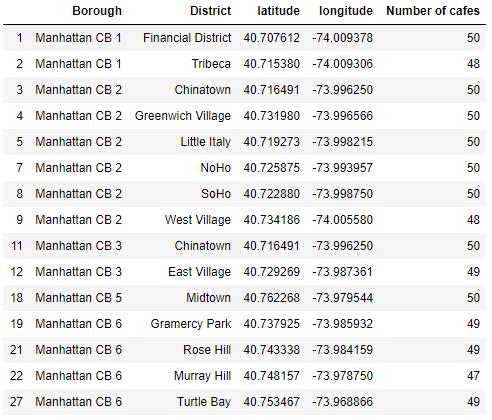 Borough District latitude longitude Number of cafes
1 Manhattan CB 1 Financial District 40.707612 -74.009378 50
2 Manhattan CB 1 Tribeca 40.715380 -74.009306 48
3 Manhattan CB 2 Chinatown 40.716491 -73.996250 50
4 Manhattan CB 2 Greenwich Village 40.731980 -73.996566 50
5 Manhattan CB 2 Little Italy 40.719273 -73.998215 50
7 Manhattan CB 2 NoHo 40.725875 -73.993957 50
8 Manhattan CB 2 SoHo 40.722880 -73.998750 50
9 Manhattan CB 2 West Village 40.734186 -74.005580 48
11 Manhattan CB 3 Chinatown 40.716491 -73.996250 50
12 Manhattan CB 3 East Village 40.729269 -73.987361 49
18 Manhattan CB 5 Midtown 40.762268 -73.979544 50
19 Manhattan CB 6 Gramercy Park 40.737925 -73.985932 49
21 Manhattan CB 6 Rose Hill 40.743338 -73.984159 49
22 Manhattan CB 6 Murray Hill 40.748157 -73.978750 47
27 Manhattan CB 6 Turtle Bay 40.753467 -73.968866 49